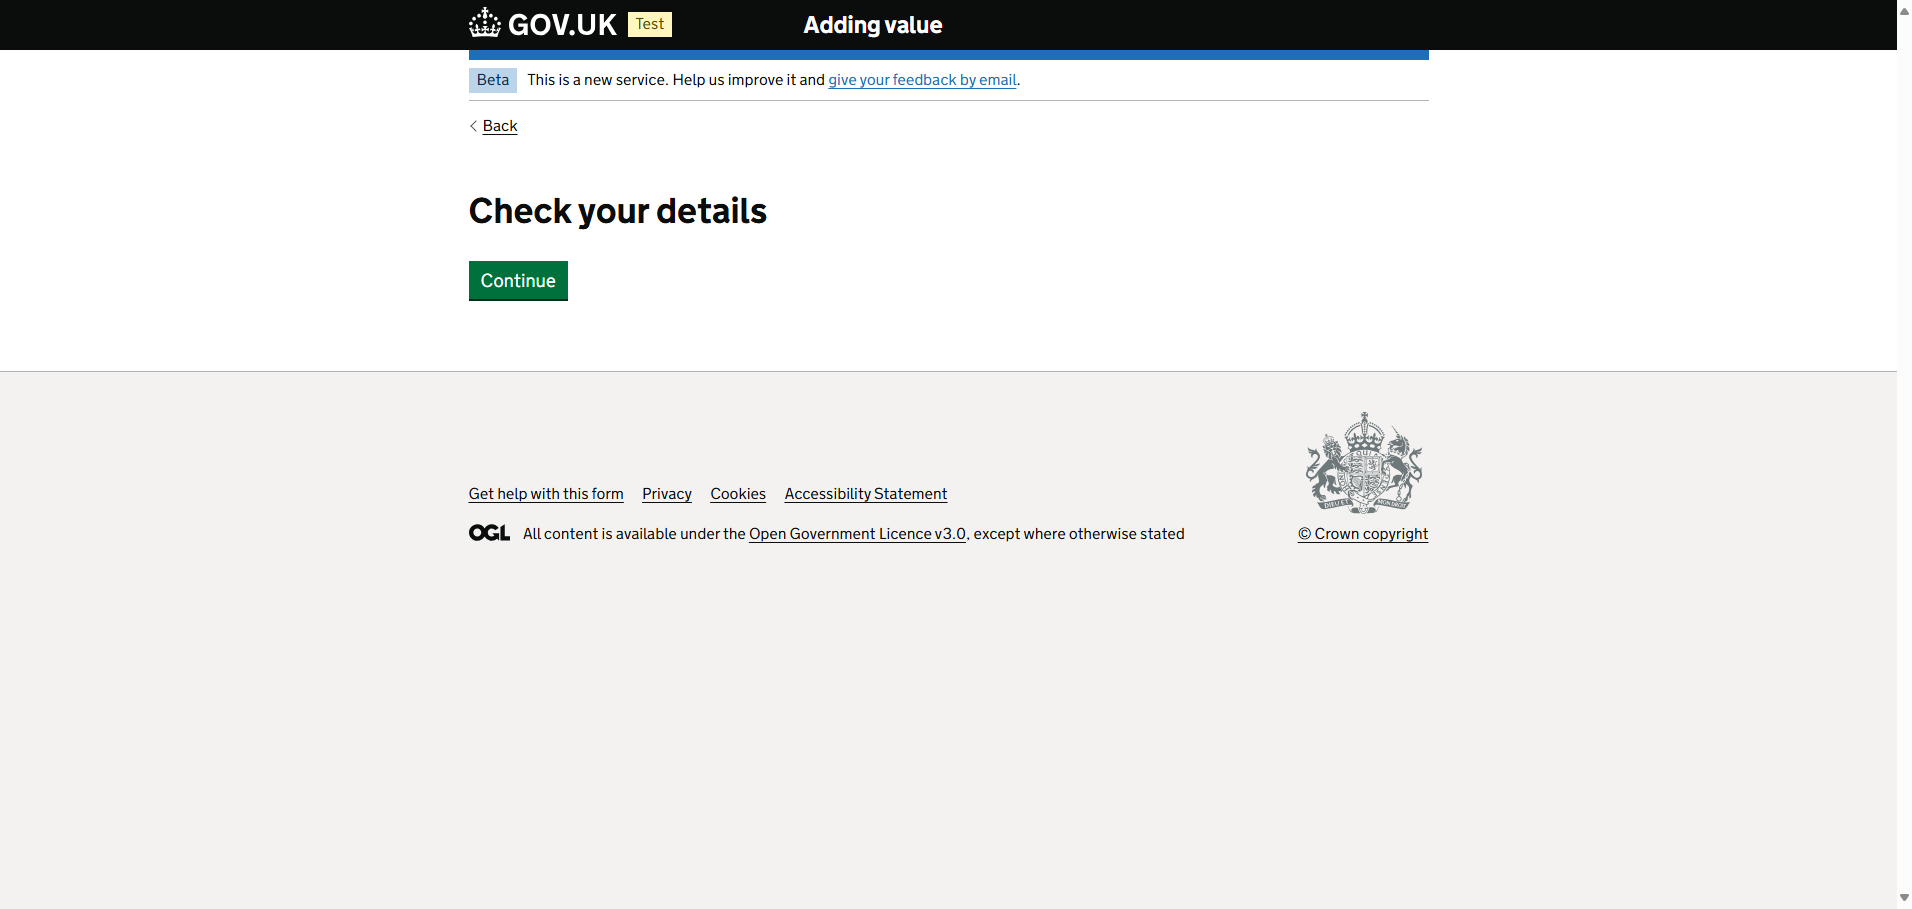 GOV.UK Test Adding value
Beta This is a new service. Help us improve it and give your feedback by email.
Back
Check your details
Continue
Get help with this form Privacy Cookies Accessibility Statement
OGL All content is available under the Open Government Licence v3.0, except where otherwise stated
© Crown copyright